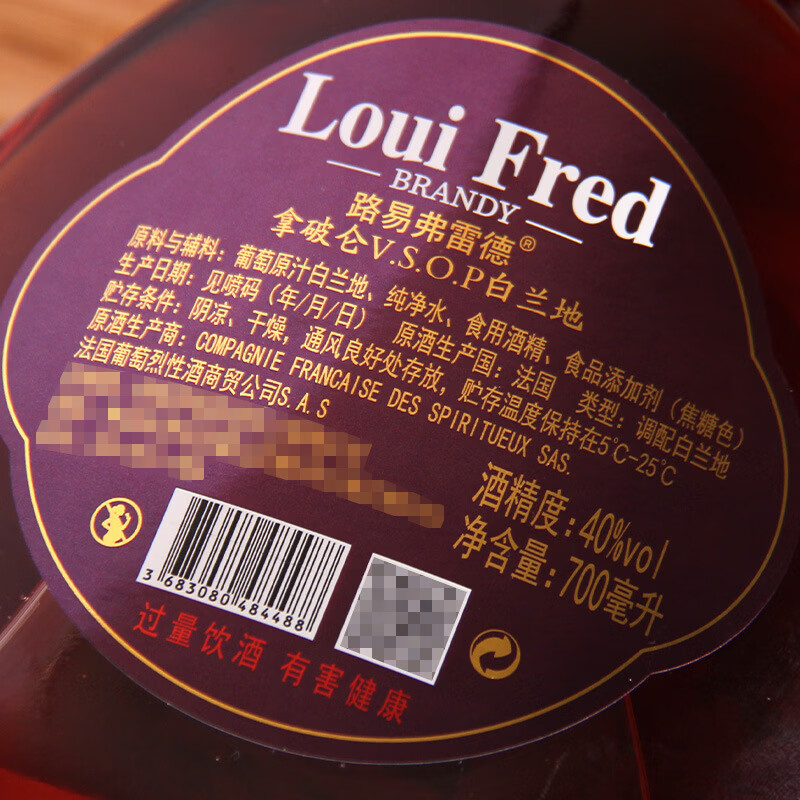 Loui Fred
BRANDY
路易弗雷德®
拿破仑V.S.O.P白兰地
原料与辅料：葡萄原汁白兰地、纯净水、食用酒精、食品添加剂（焦糖色）
生产日期：见喷码（年/月/日） 原酒生产国：法国 类型：调配白兰地
贮存条件：阴凉、干燥，通风良好处存放，贮存温度保持在5℃-25℃
原酒生产商：COMPAGNIE FRANCAISE DES SPIRITUEUX SAS.
法国葡萄烈性酒商贸公司S.A.S
酒精度：40%vol
净含量：700毫升
3 683080 484488
过量饮酒 有害健康